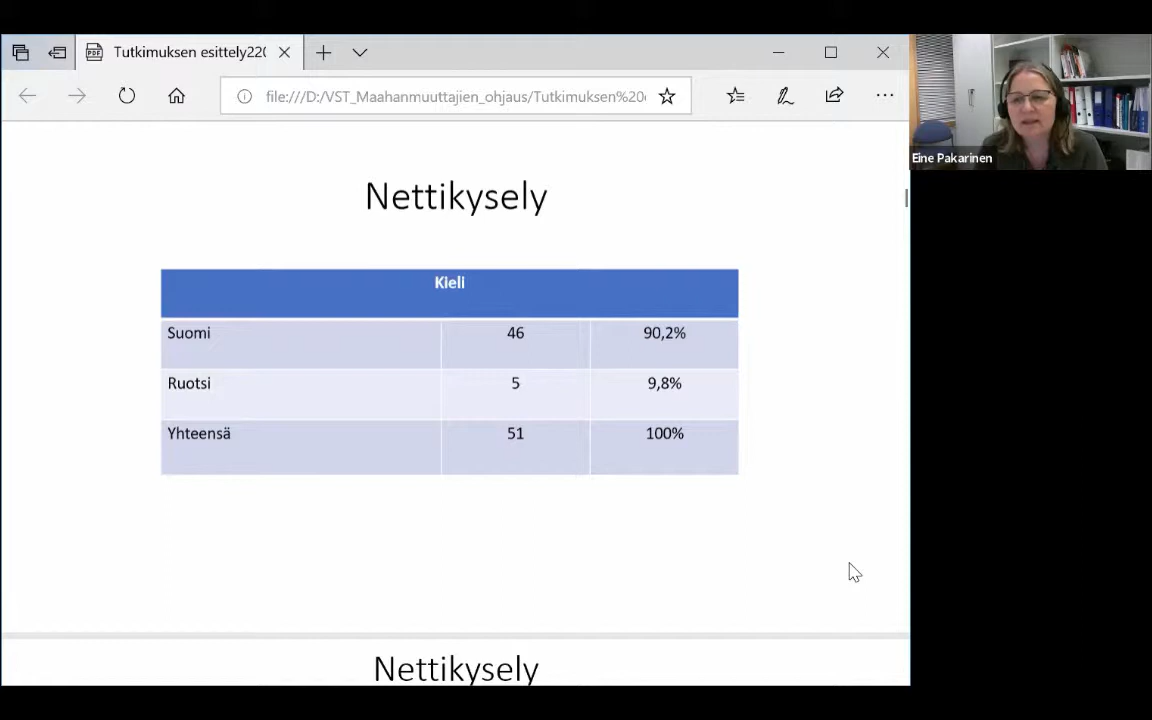 Tutkimuksen esittely220
file:///D:/VST_Maahanmuuttajien_ohjaus/Tutkimuksen%20
Eine Pakarinen
Nettikysely
Kieli
Suomi 46 90,2%
Ruotsi 5 9,8%
Yhteensä 51 100%
Nettikysely